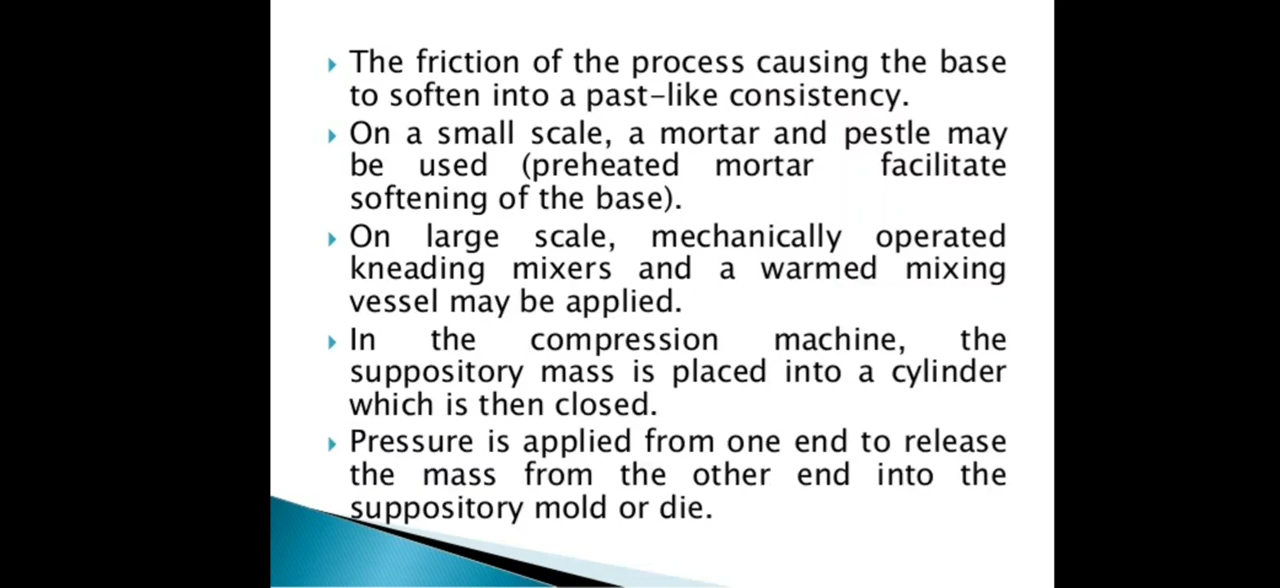 The friction of the process causing the base
to soften into a past-like consistency.
On a small scale, a mortar and pestle may
be used (preheated mortar facilitate
softening of the base).
On large scale, mechanically operated
kneading mixers and a warmed mixing
vessel may be applied.
In the compression machine, the
suppository mass is placed into a cylinder
which is then closed.
Pressure is applied from one end to release
the mass from the other end into the
suppository mold or die.